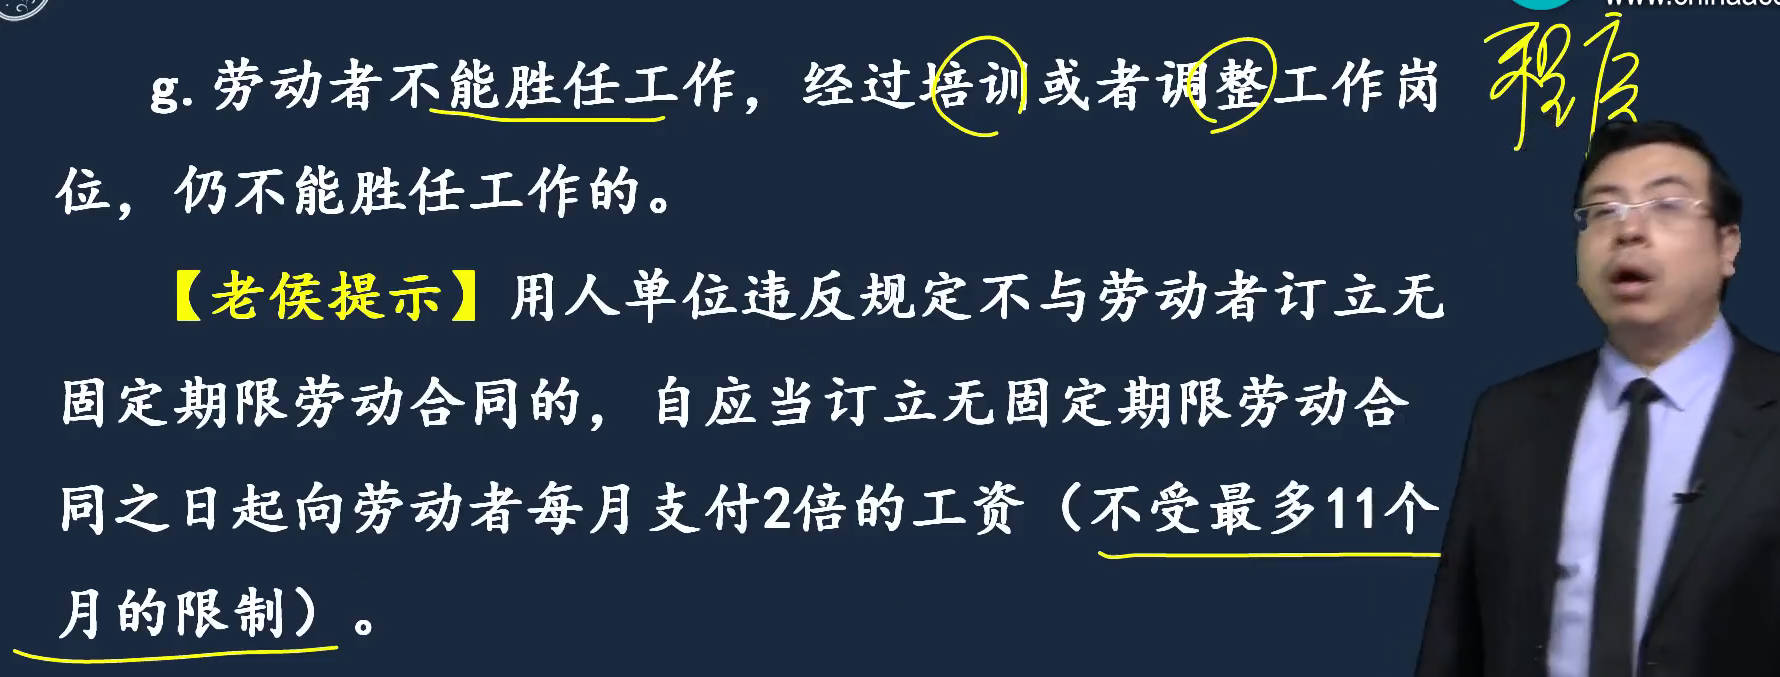 www.chinaacc
程序
g.劳动者不能胜任工作，经过培训或者调整工作岗
位，仍不能胜任工作的。
【老侯提示】用人单位违反规定不与劳动者订立无
固定期限劳动合同的，自应当订立无固定期限劳动合
同之日起向劳动者每月支付2倍的工资（不受最多11个
月的限制）。